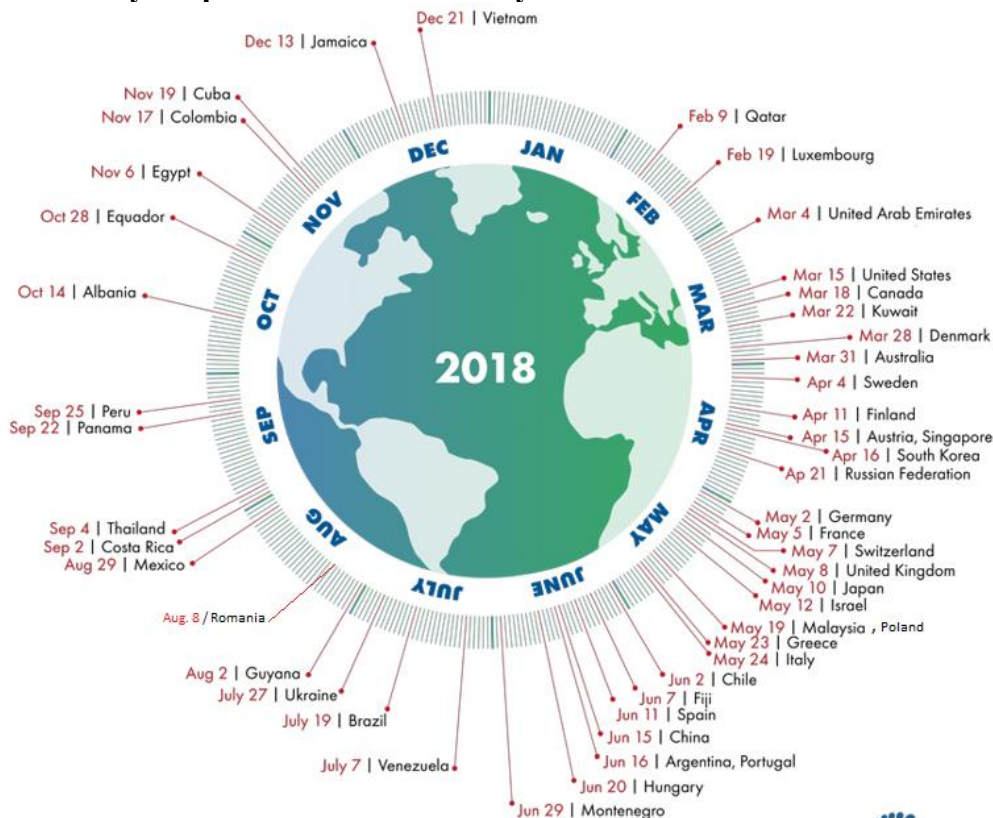 Dec 21 | Vietnam
Dec 13 | Jamaica
Nov 19 | Cuba
Nov 17 | Colombia
Nov 6 | Egypt
Oct 28 | Equador
Oct 14 | Albania
Sep 25 | Peru
Sep 22 | Panama
Sep 4 | Thailand
Sep 2 | Costa Rica
Aug 29 | Mexico
Aug. 8 / Romania
Aug 2 | Guyana
July 27 | Ukraine
July 19 | Brazil
July 7 | Venezuela
Feb 9 | Qatar
Feb 19 | Luxembourg
Mar 4 | United Arab Emirates
Mar 15 | United States
Mar 18 | Canada
Mar 22 | Kuwait
Mar 28 | Denmark
Mar 31 | Australia
Apr 4 | Sweden
Apr 11 | Finland
Apr 15 | Austria, Singapore
Apr 16 | South Korea
Ap 21 | Russian Federation
May 2 | Germany
May 5 | France
May 7 | Switzerland
May 8 | United Kingdom
May 10 | Japan
May 12 | Israel
May 19 | Malaysia , Poland
May 23 | Greece
May 24 | Italy
Jun 2 | Chile
Jun 7 | Fiji
Jun 11 | Spain
Jun 15 | China
Jun 16 | Argentina, Portugal
Jun 20 | Hungary
Jun 29 | Montenegro
JAN
FEB
MAR
APR
MAY
JUNE
JULY
AUG
SEP
OCT
NOV
DEC
2018